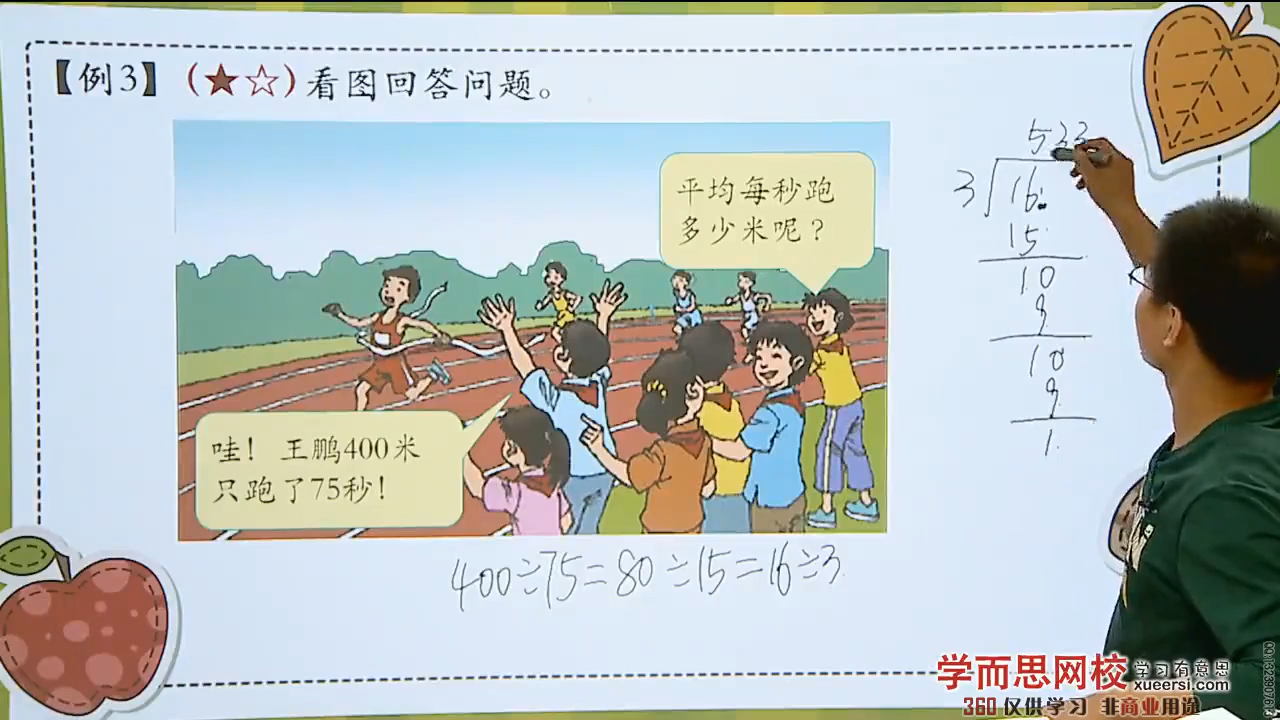 【例3】(★☆)看图回答问题。
平均每秒跑
多少米呢？
哇！王鹏400米
只跑了75秒！
400÷75=80÷15=16÷3
533
3
16.
15
10
9
10
9
1
学而思网校
学习有意思
xueersi.com
360 仅供学习 非商业用途